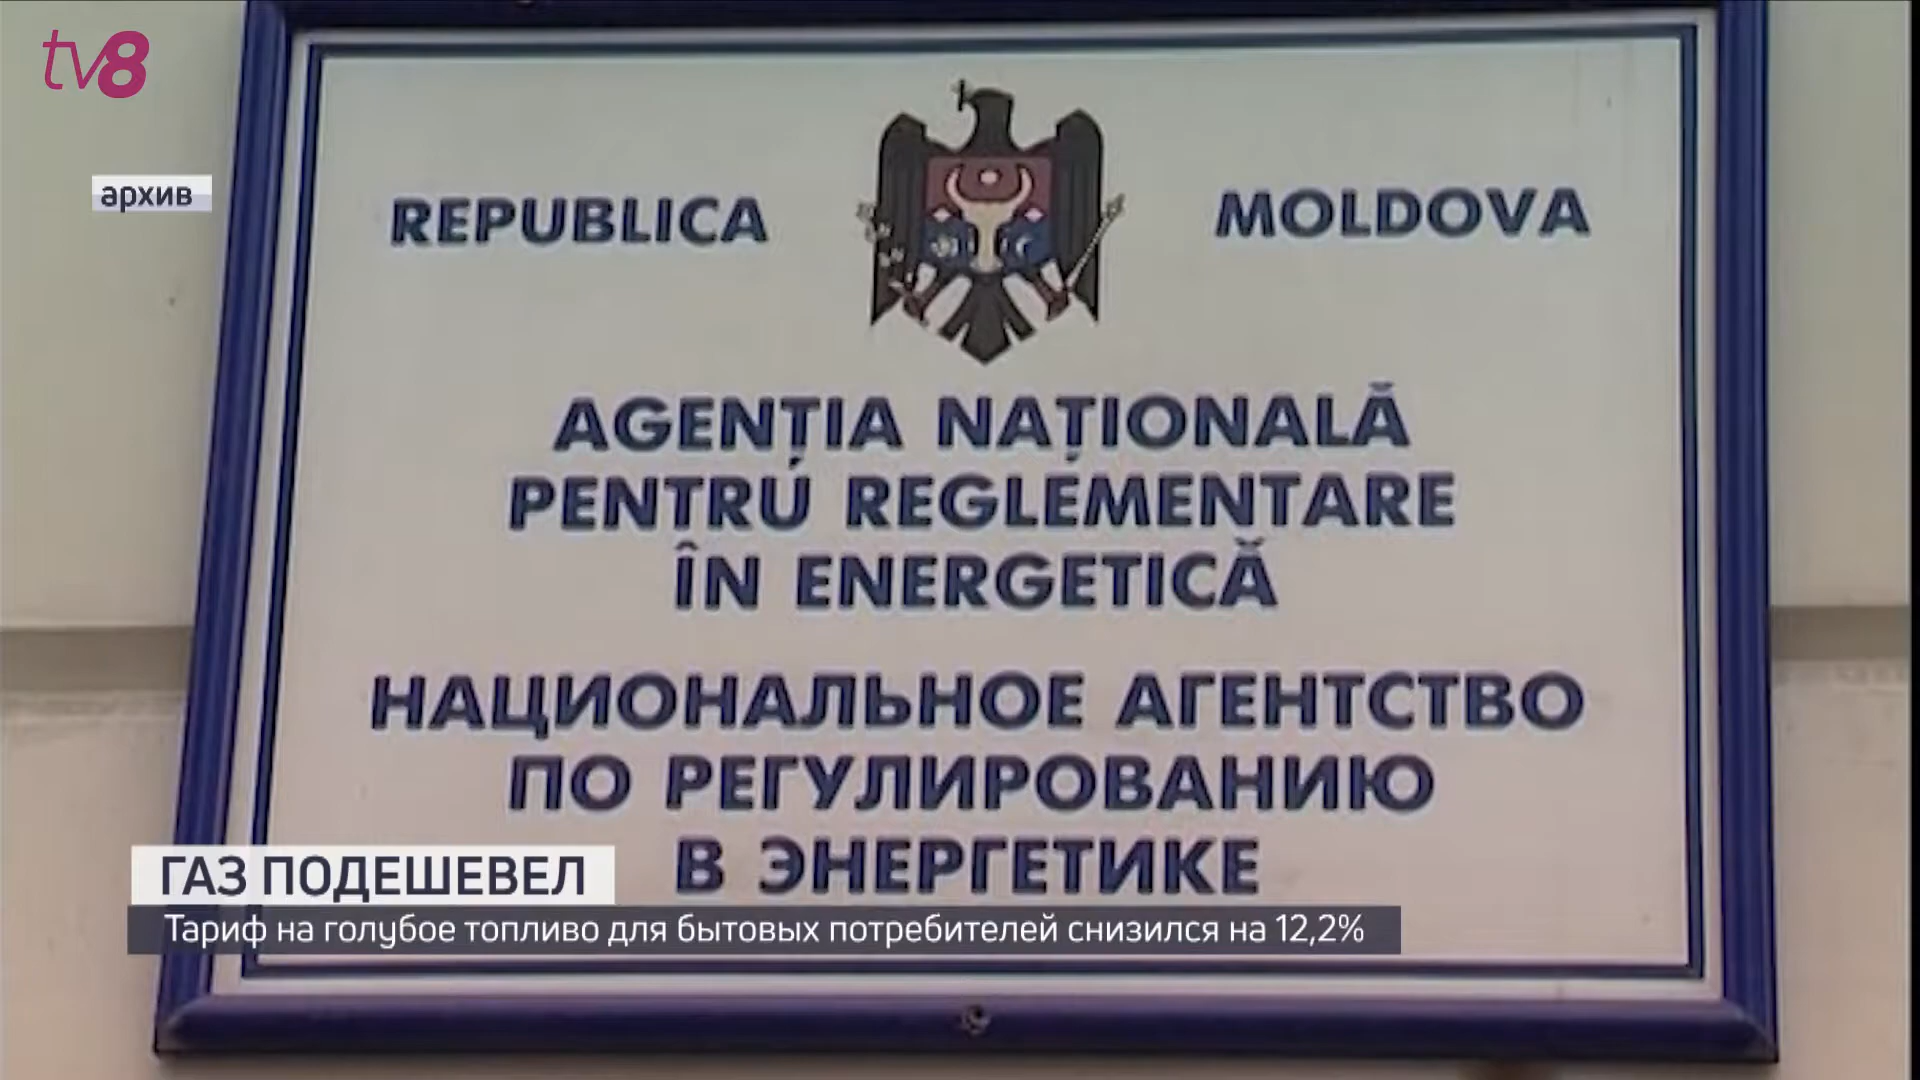 tv8
архив
REPUBLICA MOLDOVA
AGENȚIA NAȚIONALĂ
PENTRU REGLEMENTARE
ÎN ENERGETICĂ
НАЦИОНАЛЬНОЕ АГЕНТСТВО
ПО РЕГУЛИРОВАНИЮ
В ЭНЕРГЕТИКЕ
ГАЗ ПОДЕШЕВЕЛ
Тариф на голубое топливо для бытовых потребителей снизился на 12,2%